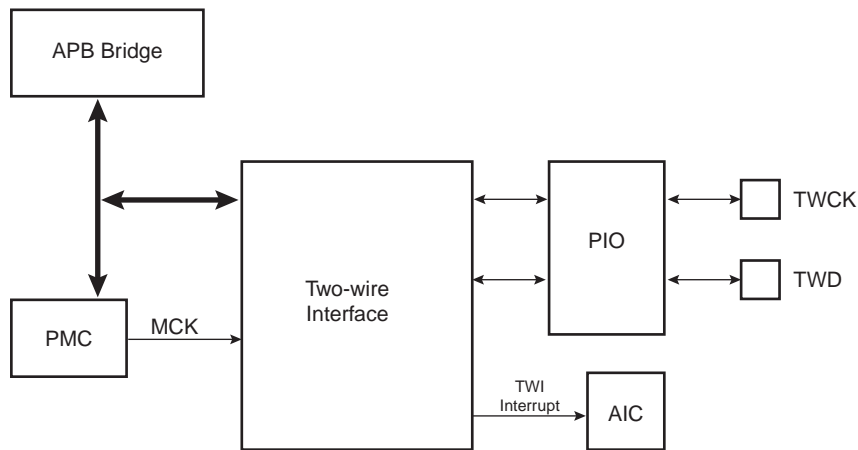 APB Bridge
TWCK
PIO
Two-wire
Interface
TWD
MCK
PMC
TWI
Interrupt
AIC